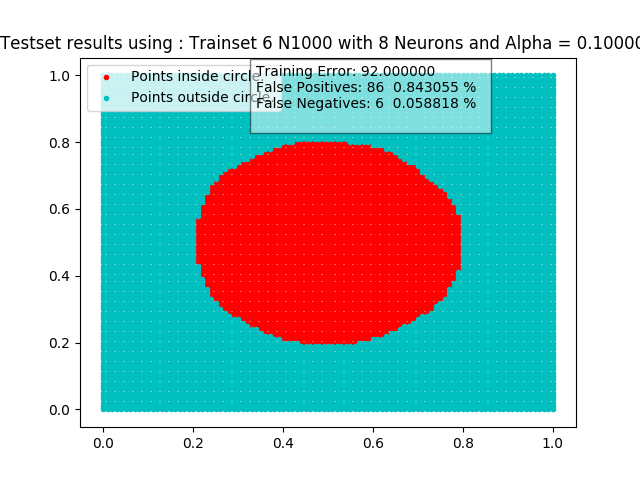 Testset results using : Trainset 6 N1000 with 8 Neurons and Alpha = 0.10000
Points inside circle
Points outside circle
Training Error: 92.000000
False Positives: 86 0.843055 %
False Negatives: 6 0.058818 %
1.0
0.8
0.6
0.4
0.2
0.0
0.0
0.2
0.4
0.6
0.8
1.0